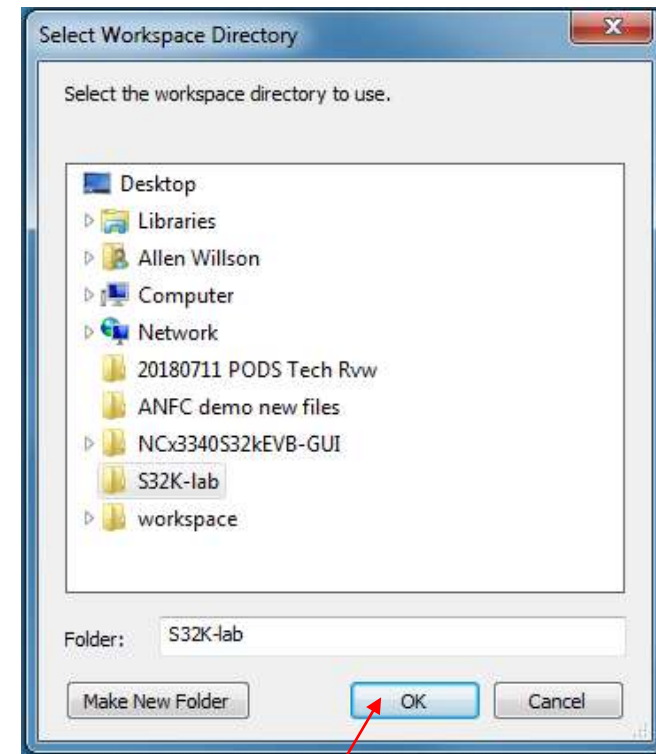 Select Workspace Directory
Select the workspace directory to use.
Desktop
Libraries
Allen Willson
Computer
Network
20180711 PODS Tech Rvw
ANFC demo new files
NCx3340S32kEVB-GUI
S32K-lab
workspace
Folder: S32K-lab
Make New Folder OK Cancel